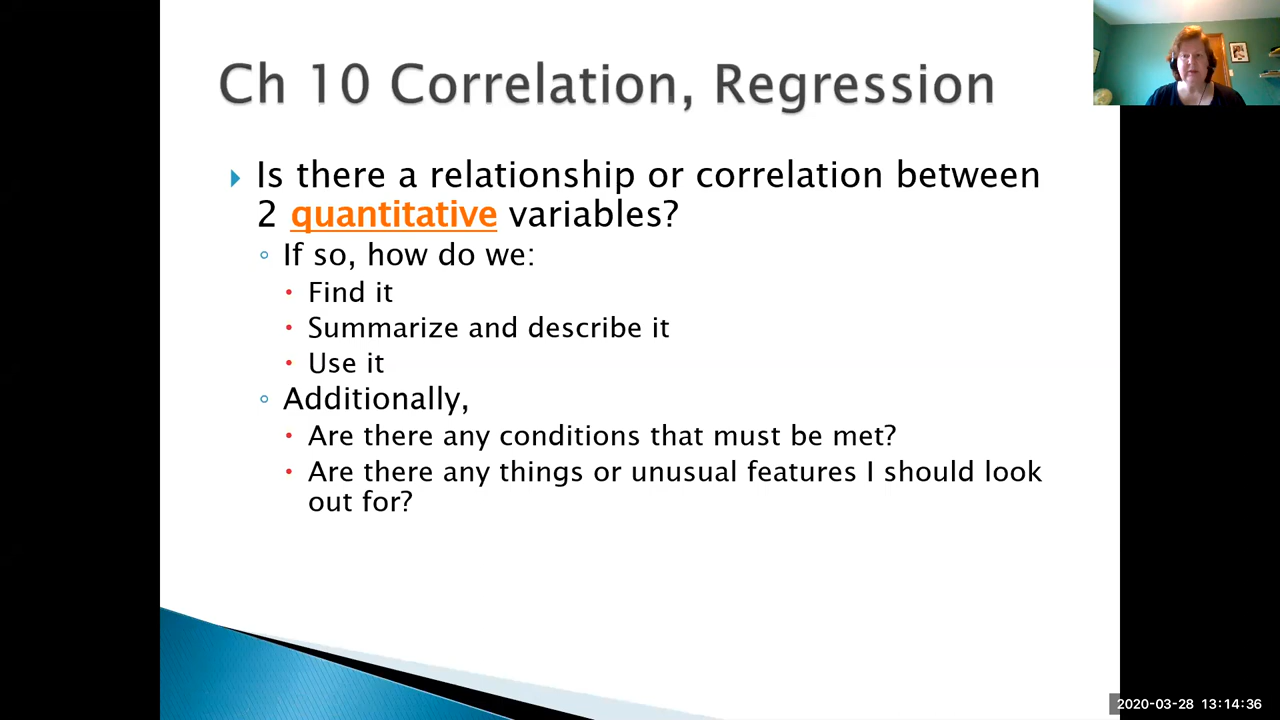 Ch 10 Correlation, Regression
Is there a relationship or correlation between
2 quantitative variables?
If so, how do we:
Find it
Summarize and describe it
Use it
Additionally,
Are there any conditions that must be met?
Are there any things or unusual features I should look
out for?
2020-03-28 13:14:36